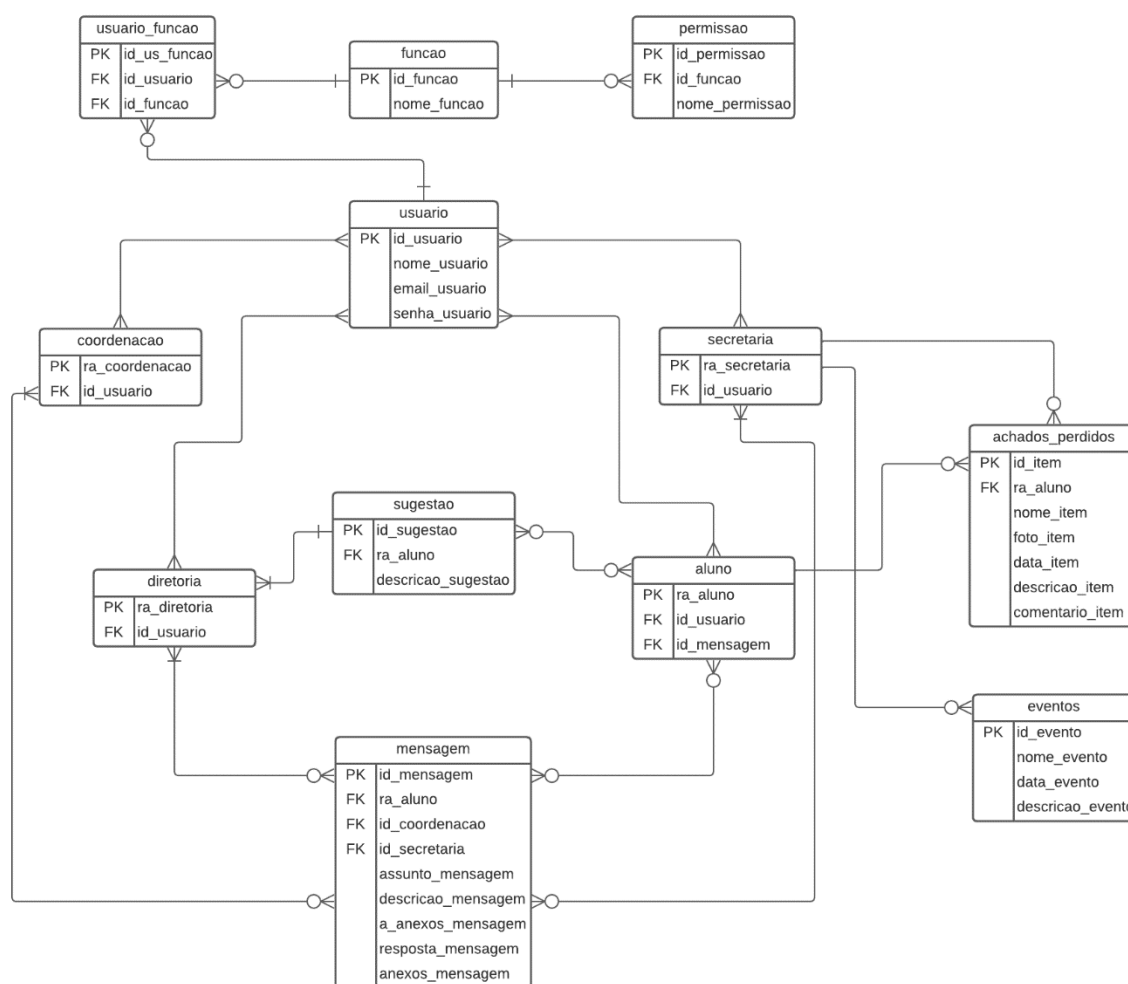 usuario_funcao
PK id_us_funcao
FK id_usuario
FK id_funcao
funcao
PK id_funcao
nome_funcao
permissao
PK id_permissao
FK id_funcao
nome_permissao
usuario
PK id_usuario
nome_usuario
email_usuario
senha_usuario
coordenacao
PK ra_coordenacao
FK id_usuario
secretaria
PK ra_secretaria
FK id_usuario
achados_perdidos
PK id_item
FK ra_aluno
nome_item
foto_item
data_item
descricao_item
comentario_item
sugestao
PK id_sugestao
FK ra_aluno
descricao_sugestao
diretoria
PK ra_diretoria
FK id_usuario
aluno
PK ra_aluno
FK id_usuario
FK id_mensagem
eventos
PK id_evento
nome_evento
data_evento
descricao_evento
mensagem
PK id_mensagem
FK ra_aluno
FK id_coordenacao
FK id_secretaria
assunto_mensagem
descricao_mensagem
a_anexos_mensagem
resposta_mensagem
anexos_mensagem